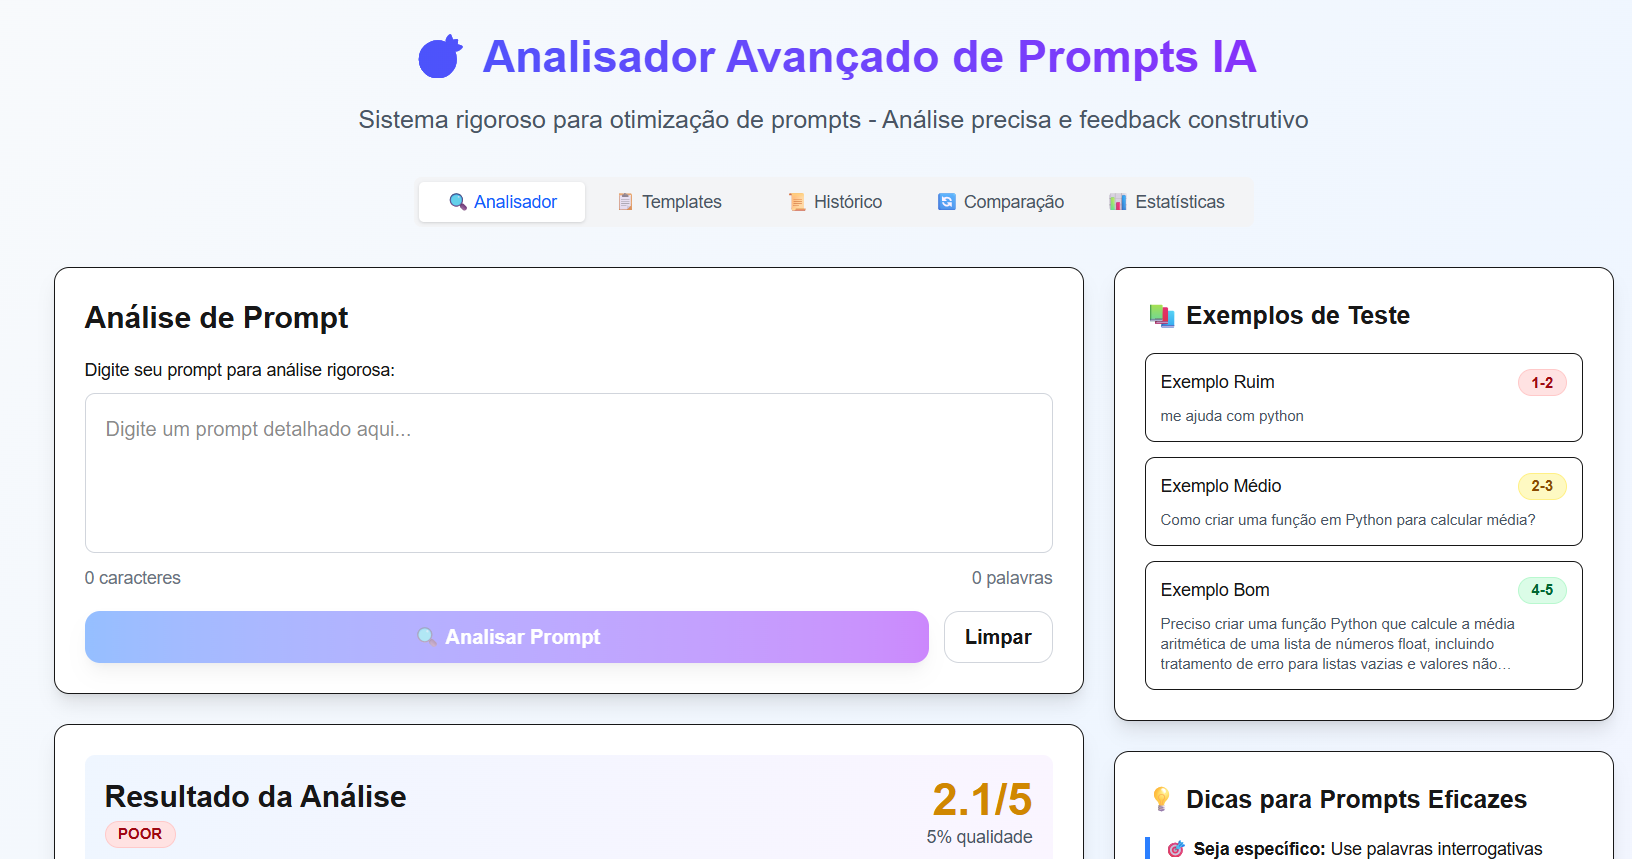 Analisador Avançado de Prompts IA
Sistema rigoroso para otimização de prompts - Análise precisa e feedback construtivo
Analisador
Templates
Histórico
Comparação
Estatísticas
Análise de Prompt
Digite seu prompt para análise rigorosa:
Digite um prompt detalhado aqui...
0 caracteres
0 palavras
Analisar Prompt
Limpar
Resultado da Análise
POOR
2.1/5
5% qualidade
Exemplos de Teste
Exemplo Ruim
1-2
me ajuda com python
Exemplo Médio
2-3
Como criar uma função em Python para calcular média?
Exemplo Bom
4-5
Preciso criar uma função Python que calcule a média
aritmética de uma lista de números float, incluindo
tratamento de erro para listas vazias e valores não...
Dicas para Prompts Eficazes
Seja específico: Use palavras interrogativas